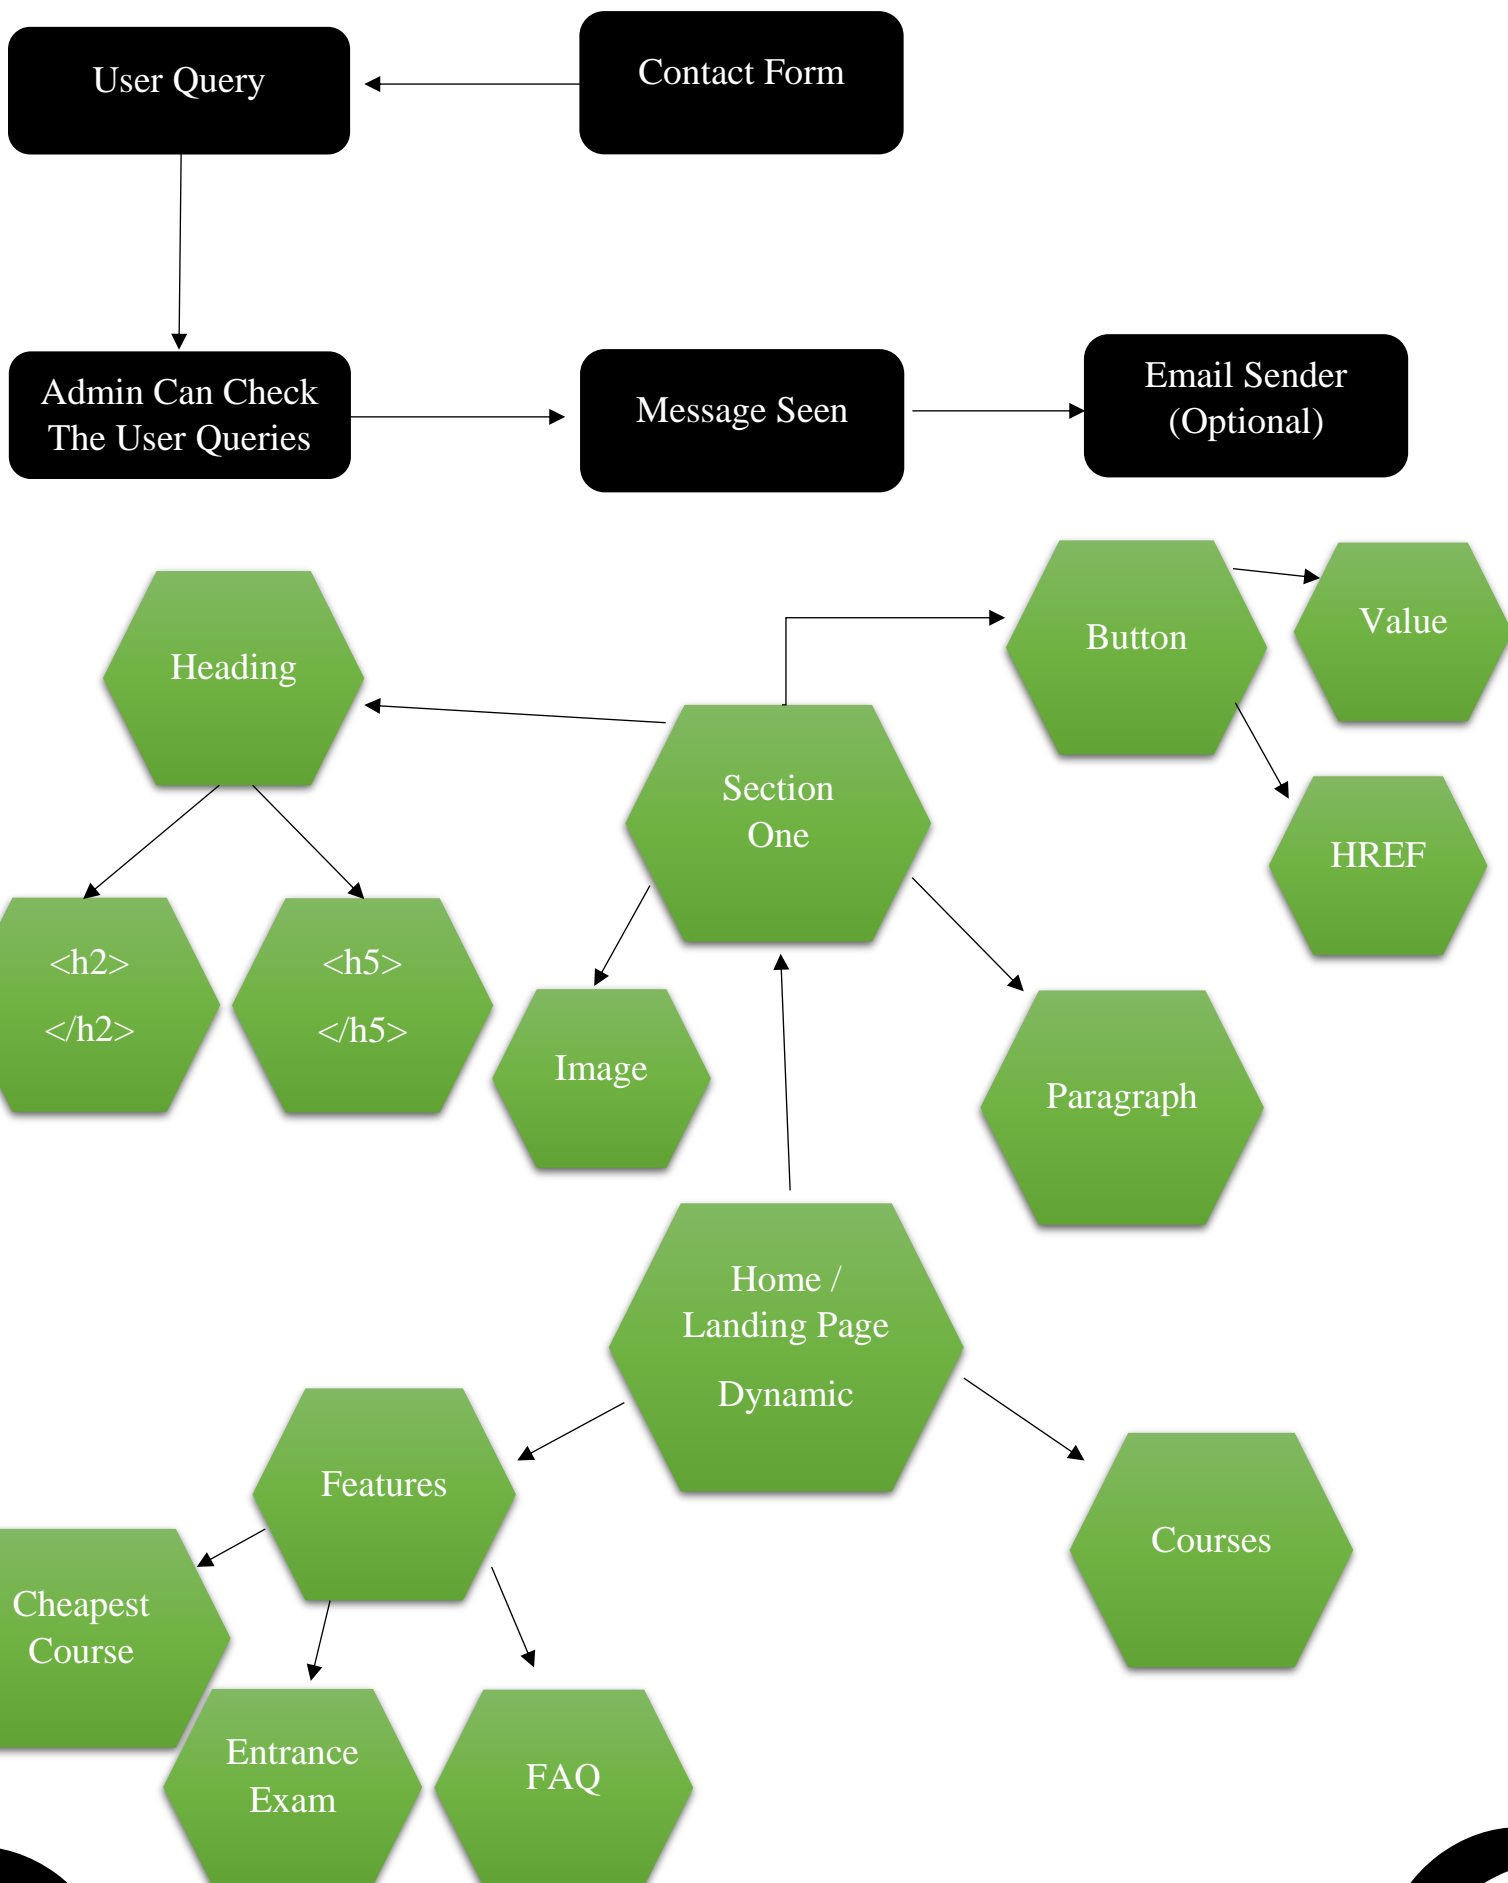 User Query
Contact Form
Admin Can Check
The User Queries
Message Seen
Email Sender
(Optional)
Heading
Button
Value
Section
One
HREF
<h2>
</h2>
<h5>
</h5>
Image
Paragraph
Home /
Landing Page
Dynamic
Features
Courses
Cheapest
Course
Entrance
Exam
FAQ